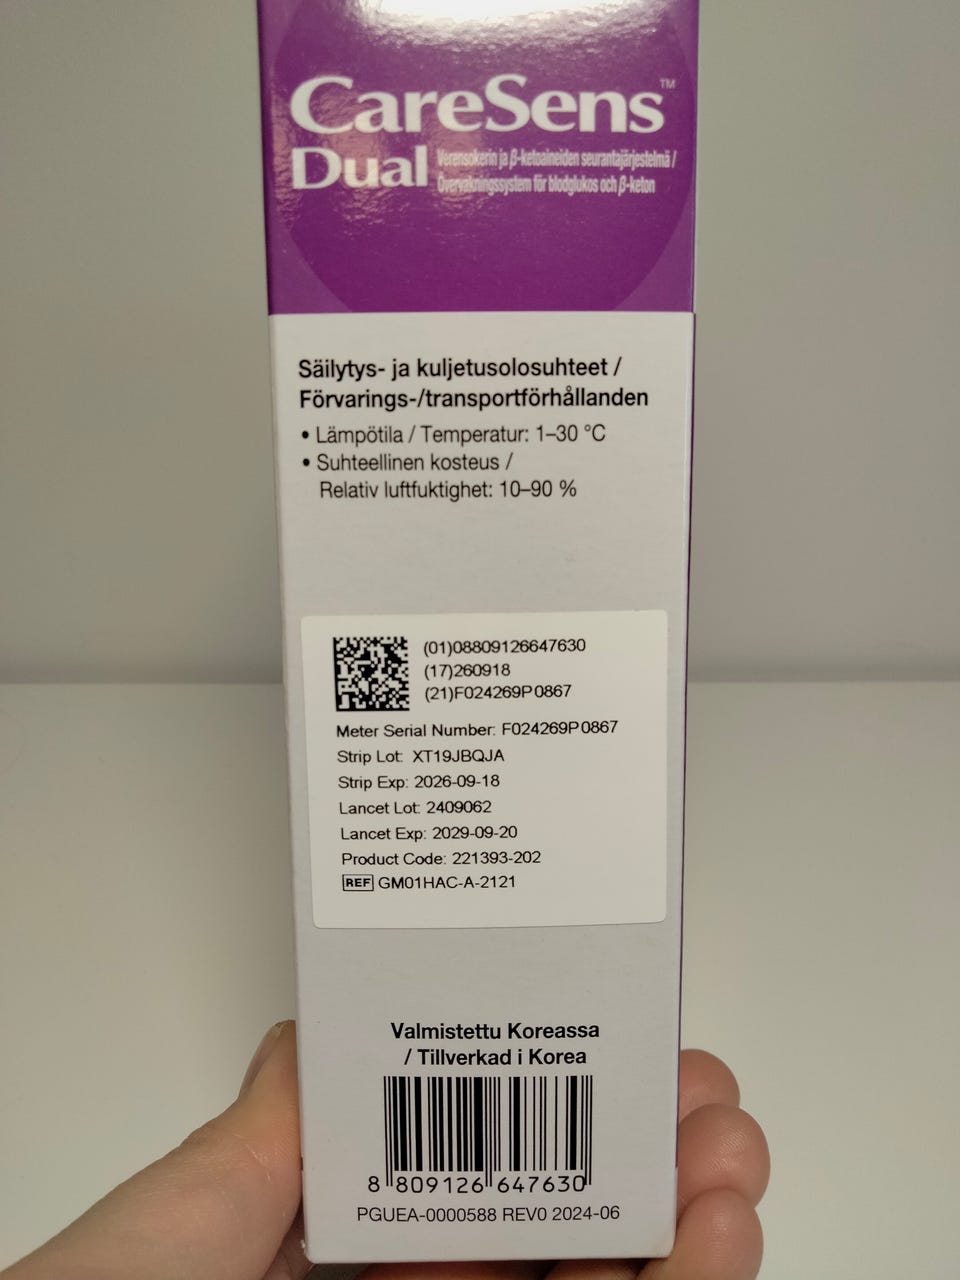 CareSens™
Dual
Verensokerin ja β-ketoaineiden seurantajärjestelmä /
Övervakningssystem för blodglukos och β-keton
Säilytys- ja kuljetusolosuhteet /
Förvarings-/transportförhållanden
• Lämpötila / Temperatur: 1–30 °C
• Suhteellinen kosteus /
Relativ luftfuktighet: 10–90 %
(01)08809126647630
(17)260918
(21)F024269P0867
Meter Serial Number: F024269P0867
Strip Lot: XT19JBQJA
Strip Exp: 2026-09-18
Lancet Lot: 2409062
Lancet Exp: 2029-09-20
Product Code: 221393-202
REF GM01HAC-A-2121
Valmistettu Koreassa
/ Tillverkad i Korea
8 809126 647630
PGUEA-0000588 REV0 2024-06